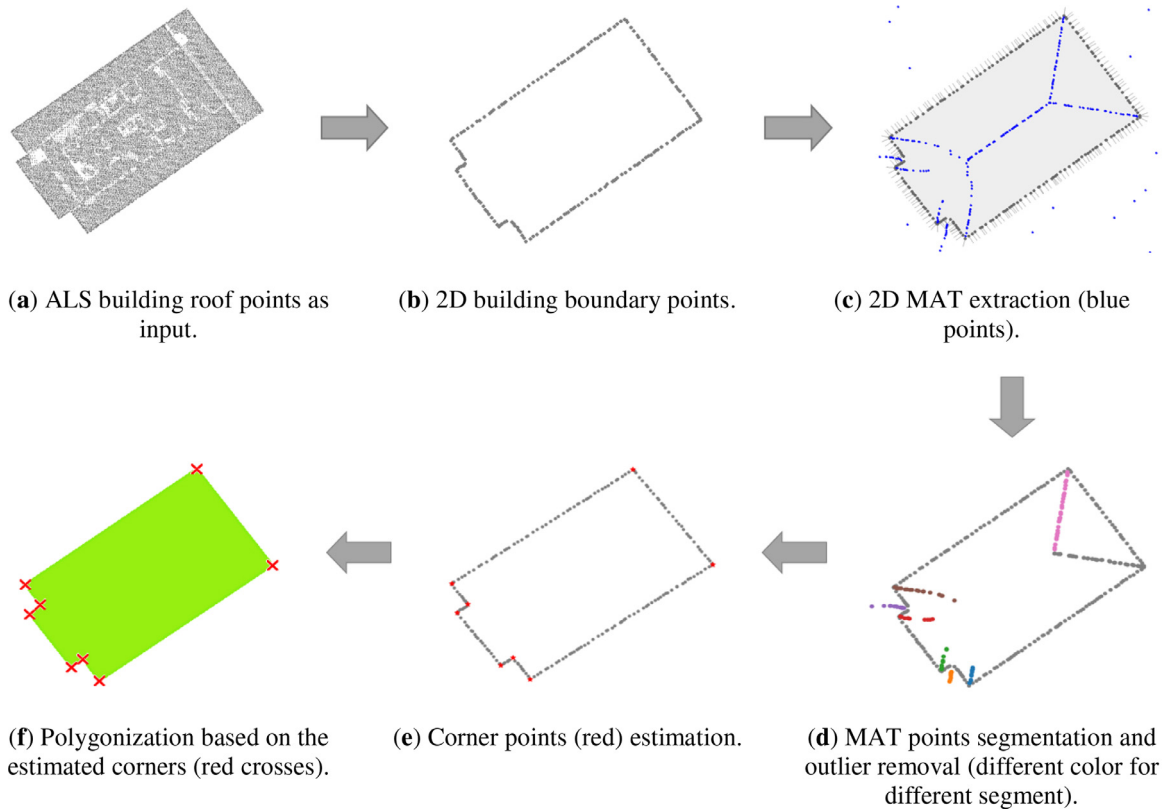 (a) ALS building roof points as
input.
(b) 2D building boundary points.
(c) 2D MAT extraction (blue
points).
(f) Polygonization based on the
estimated corners (red crosses).
(e) Corner points (red) estimation.
(d) MAT points segmentation and
outlier removal (different color for
different segment).